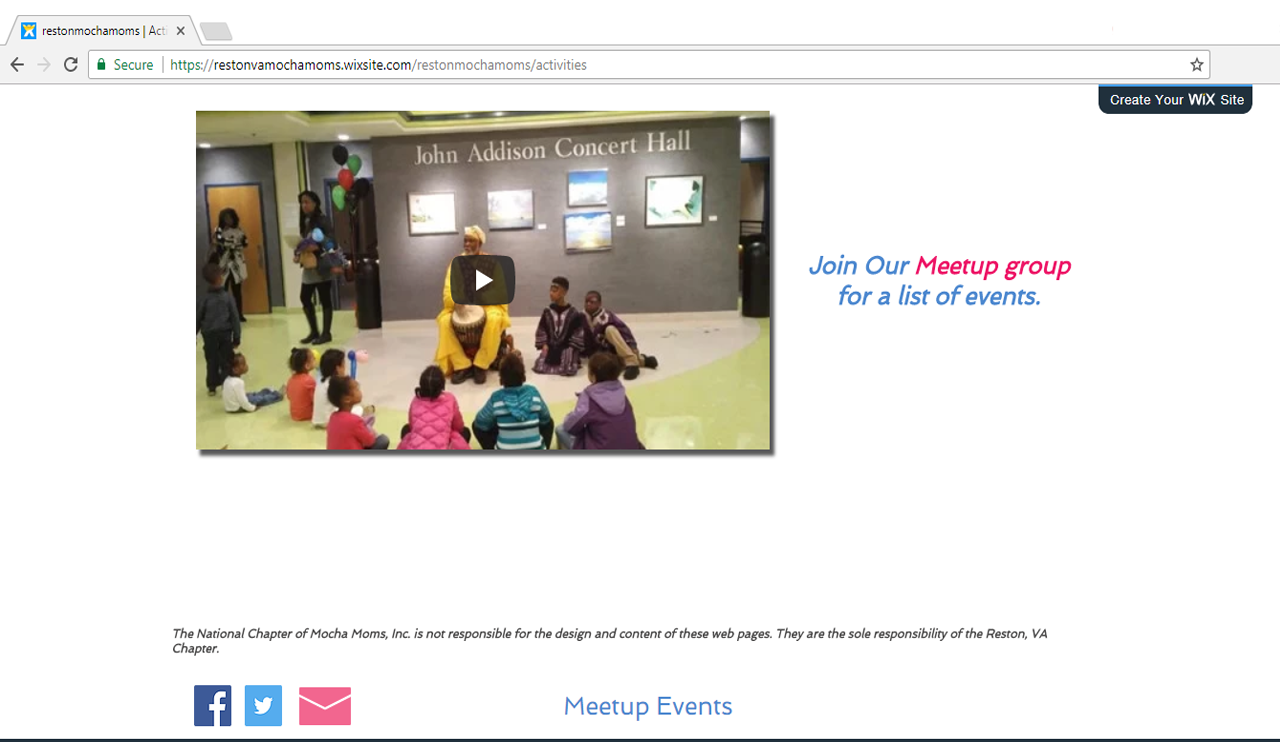 restonmochamoms | Acti
Secure
https://restonvamochamoms.wixsite.com/restonmochamoms/activities
Create Your WiX Site
John Addison Concert Hall
Join Our Meetup group
for a list of events.
The National Chapter of Mocha Moms, Inc. is not responsible for the design and content of these web pages. They are the sole responsibility of the Reston, VA
Chapter.
f
Meetup Events